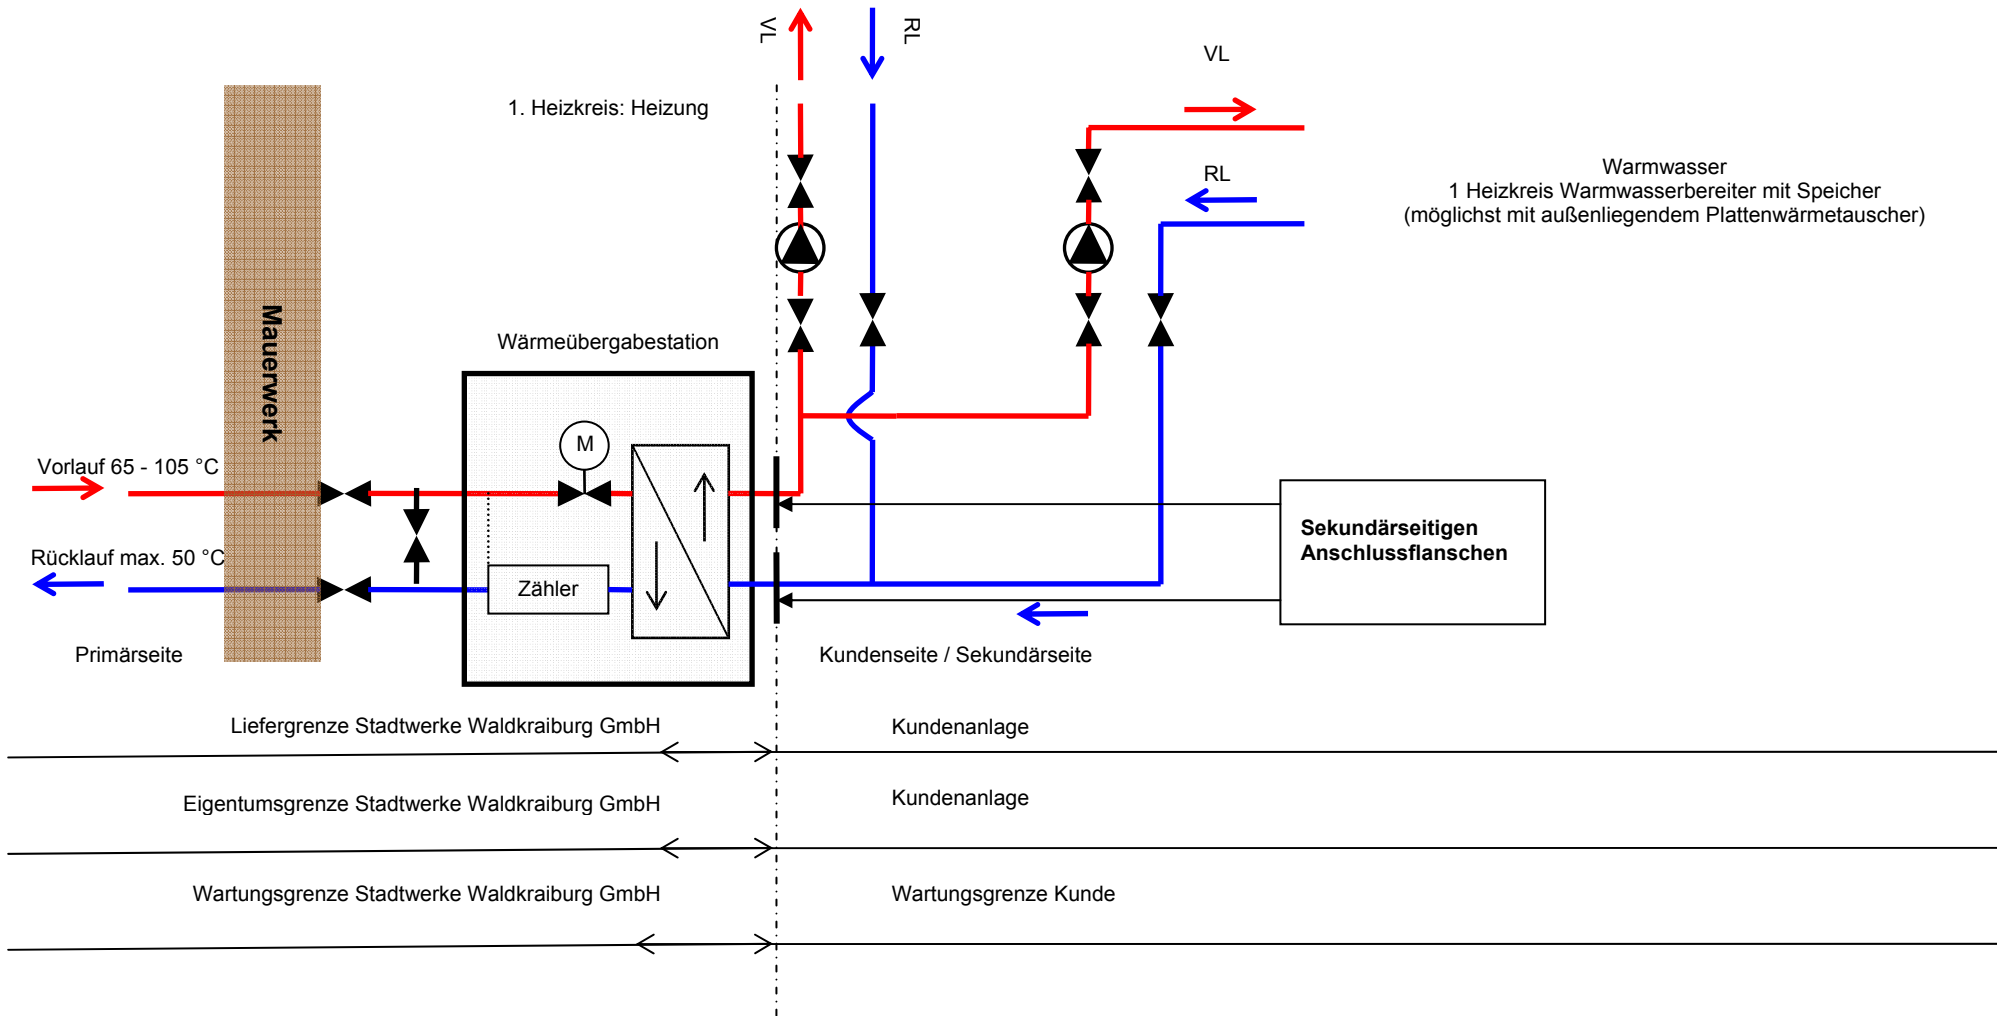 VL
RL
VL
1. Heizkreis: Heizung
RL
Warmwasser
1 Heizkreis Warmwasserbereiter mit Speicher
(möglichst mit außenliegendem Plattenwärmetauscher)
Mauerwerk
Wärmeübergabestation
M
Vorlauf 65 - 105 °C
Sekundärseitigen
Anschlussflanschen
Rücklauf max. 50 °C
Zähler
Primärseite
Kundenseite / Sekundärseite
Liefergrenze Stadtwerke Waldkraiburg GmbH
Kundenanlage
Eigentumsgrenze Stadtwerke Waldkraiburg GmbH
Kundenanlage
Wartungsgrenze Stadtwerke Waldkraiburg GmbH
Wartungsgrenze Kunde